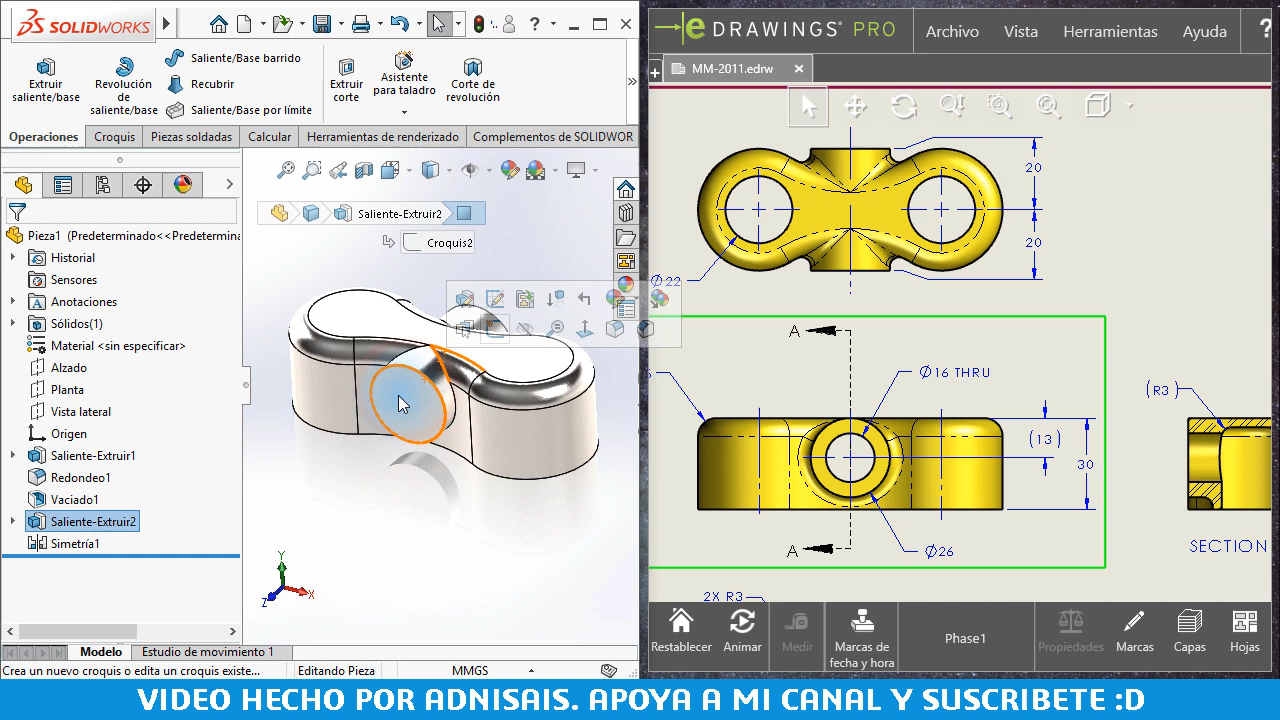 SOLIDWORKS
Extruir
saliente/base
Revolución
de
saliente/base
Saliente/Base barrido
Recubrir
Saliente/Base por límite
Extruir
corte
Asistente
para taladro
Corte de
revolución
Operaciones
Croquis
Piezas soldadas
Calcular
Herramientas de renderizado
Complementos de SOLIDWOR
Pieza1 (Predeterminado<<Predetermina
Historial
Sensores
Anotaciones
Sólidos(1)
Material <sin especificar>
Alzado
Planta
Vista lateral
Origen
Saliente-Extruir1
Redondeo1
Vaciado1
Saliente-Extruir2
Simetría1
Saliente-Extruir2
Croquis2
Y
X
Z
Modelo
Estudio de movimiento 1
Crea un nuevo croquis o edita un croquis existe...
Editando Pieza
MMGS
eDRAWINGS® PRO
Archivo
Vista
Herramientas
Ayuda
?
MM-2011.edrw
20
20
Ø22
A
Ø16 THRU
(R3)
(13)
30
A
Ø26
SECTION
2X R3
Restablecer
Animar
Medir
Marcas de
fecha y hora
Phase1
Propiedades
Marcas
Capas
Hojas
VIDEO HECHO POR ADNISAIS. APOYA A MI CANAL Y SUSCRIBETE :D